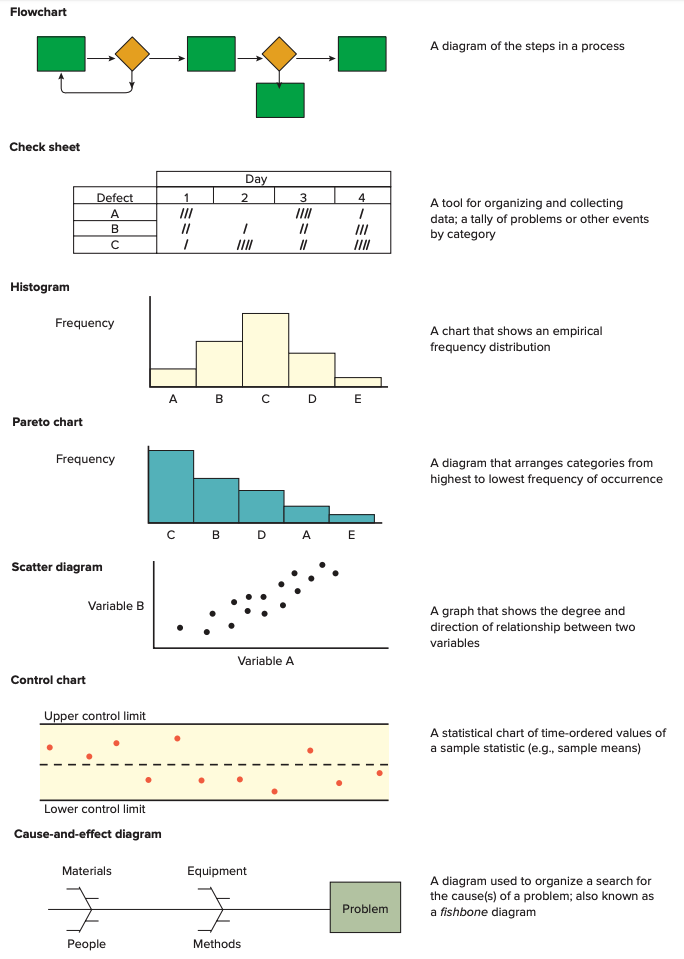 Flowchart
A diagram of the steps in a process
Check sheet
Day
Defect 1 2 3 4
A
B
C
A tool for organizing and collecting
data; a tally of problems or other events
by category
Histogram
Frequency
A B C D E
A chart that shows an empirical
frequency distribution
Pareto chart
Frequency
C B D A E
A diagram that arranges categories from
highest to lowest frequency of occurrence
Scatter diagram
Variable B
Variable A
A graph that shows the degree and
direction of relationship between two
variables
Control chart
Upper control limit
Lower control limit
A statistical chart of time-ordered values of
a sample statistic (e.g., sample means)
Cause-and-effect diagram
Materials Equipment
Problem
People Methods
A diagram used to organize a search for
the cause(s) of a problem; also known as
a fishbone diagram